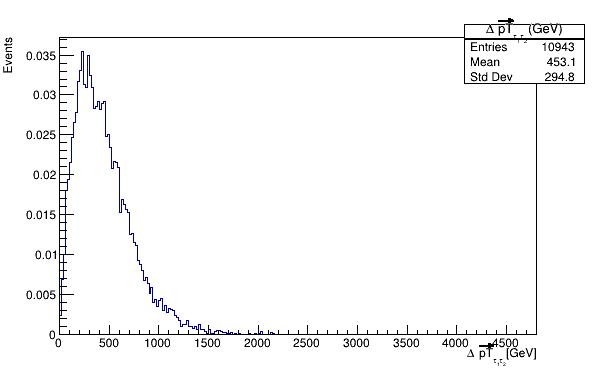 Δ pT τ₁τ₂ (GeV)
Entries 10943
Mean 453.1
Std Dev 294.8
Events
0.035
0.03
0.025
0.02
0.015
0.01
0.005
0
0 500 1000 1500 2000 2500 3000 3500 4000 4500
Δ pT τ₁τ₂ [GeV]